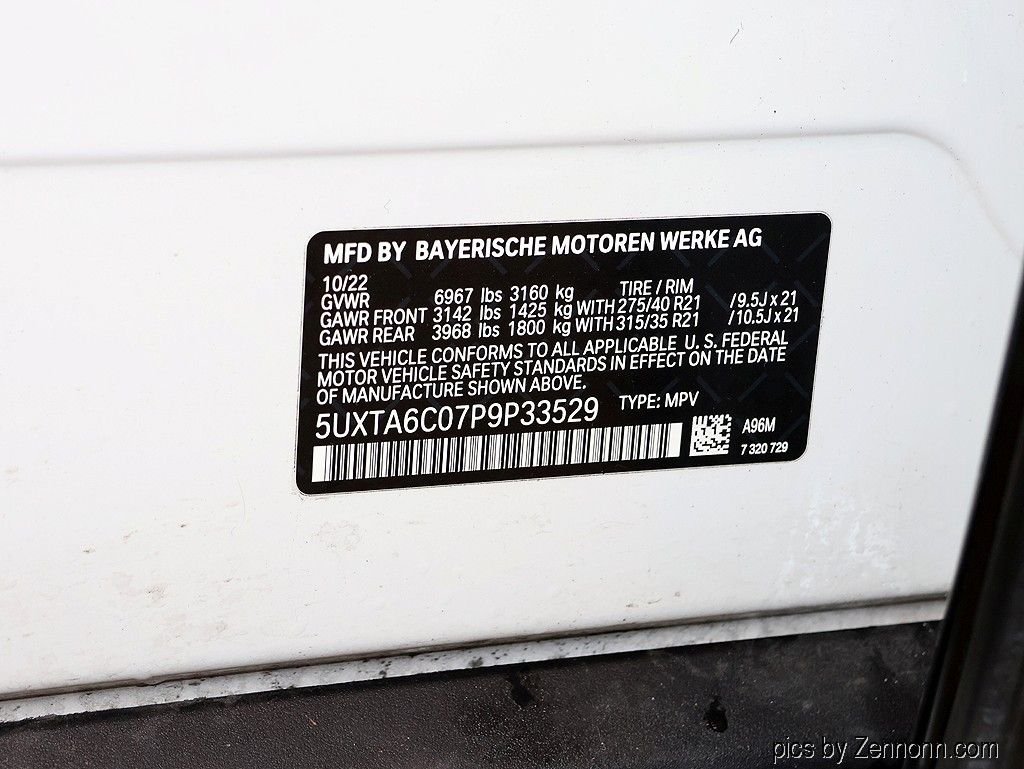 MFD BY BAYERISCHE MOTOREN WERKE AG
10/22 TIRE / RIM
GVWR 6967 lbs 3160 kg
GAWR FRONT 3142 lbs 1425 kg WITH 275/40 R21 /9.5J x 21
GAWR REAR 3968 lbs 1800 kg WITH 315/35 R21 /10.5J x 21
THIS VEHICLE CONFORMS TO ALL APPLICABLE U. S. FEDERAL
MOTOR VEHICLE SAFETY STANDARDS IN EFFECT ON THE DATE
OF MANUFACTURE SHOWN ABOVE.
5UXTA6C07P9P33529 TYPE: MPV
A96M
7 320 729
pics by Zennonn.com